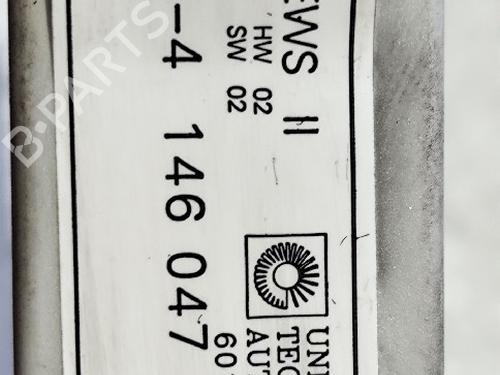 EWS II
HW 02
SW 02
-4 146 047
UNI
TEC
AUT
60
B-PARTS